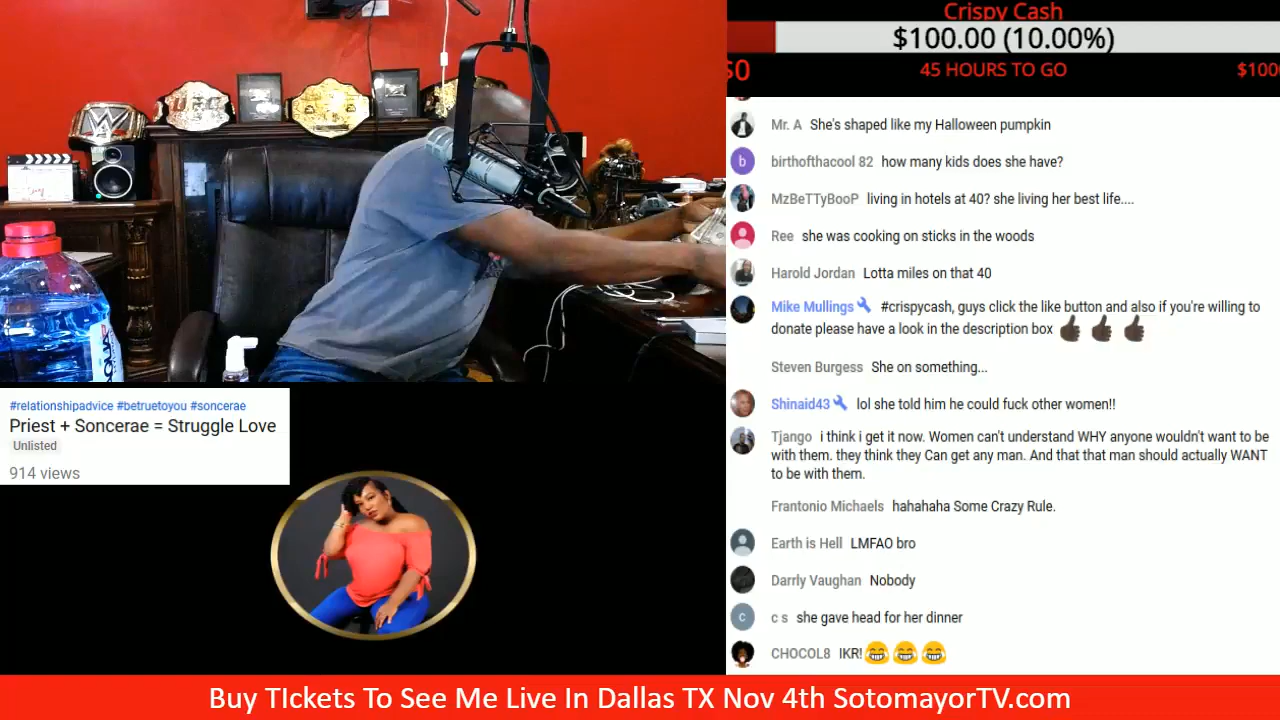 Crispy Cash
$100.00 (10.00%)
$0 45 HOURS TO GO $100
Mr. A She's shaped like my Halloween pumpkin
b birthofthacool 82 how many kids does she have?
MzBeTTyBooP living in hotels at 40? she living her best life....
Ree she was cooking on sticks in the woods
Harold Jordan Lotta miles on that 40
Mike Mullings #crispycash, guys click the like button and also if you're willing to
donate please have a look in the description box 👍🏿 👍🏿 👍🏿
Steven Burgess She on something...
Shinaid43 lol she told him he could fuck other women!!
Tjango i think i get it now. Women can't understand WHY anyone wouldn't want to be
with them. they think they Can get any man. And that that man should actually WANT
to be with them.
Frantonio Michaels hahahaha Some Crazy Rule.
Earth is Hell LMFAO bro
Darrly Vaughan Nobody
c c s she gave head for her dinner
CHOCOL8 IKR! 😂 😂 😂
#relationshipadvice #betruetoyou #soncerae
Priest + Soncerae = Struggle Love
Unlisted
914 views
Buy TIckets To See Me Live In Dallas TX Nov 4th SotomayorTV.com